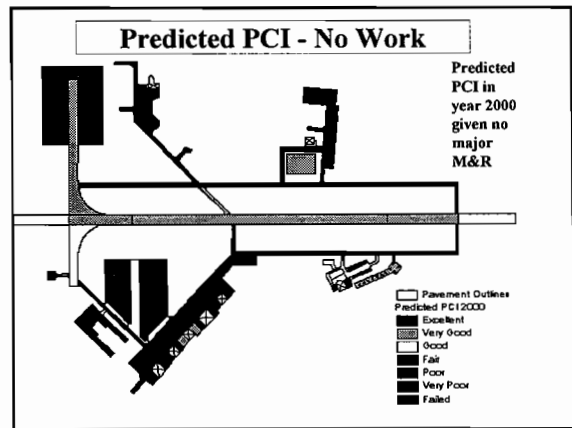 Predicted PCI - No Work
Predicted
PCI in
year 2000
given no
major
M&R
Pavement Outlines
Predicted PCI2000
Excellent
Very Good
Good
Fair
Poor
Very Poor
Failed